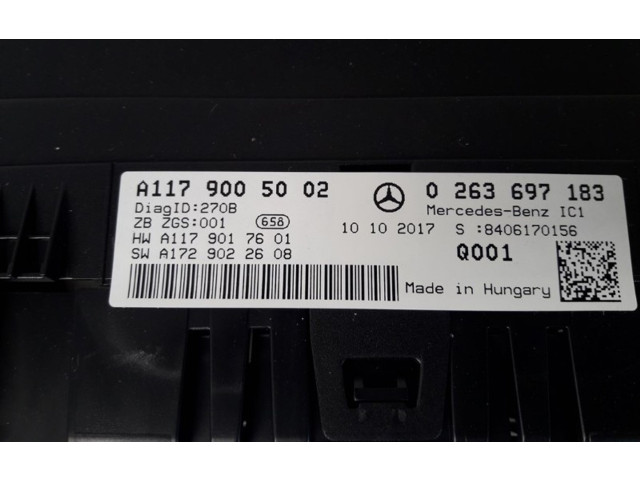 A117 900 50 02
0 263 697 183
DiagID:270B
Mercedes-Benz IC1
ZB ZGS:001
658
10 10 2017 S :8406170156
HW A117 901 76 01
SW A172 902 26 08
Q001
Made in Hungary